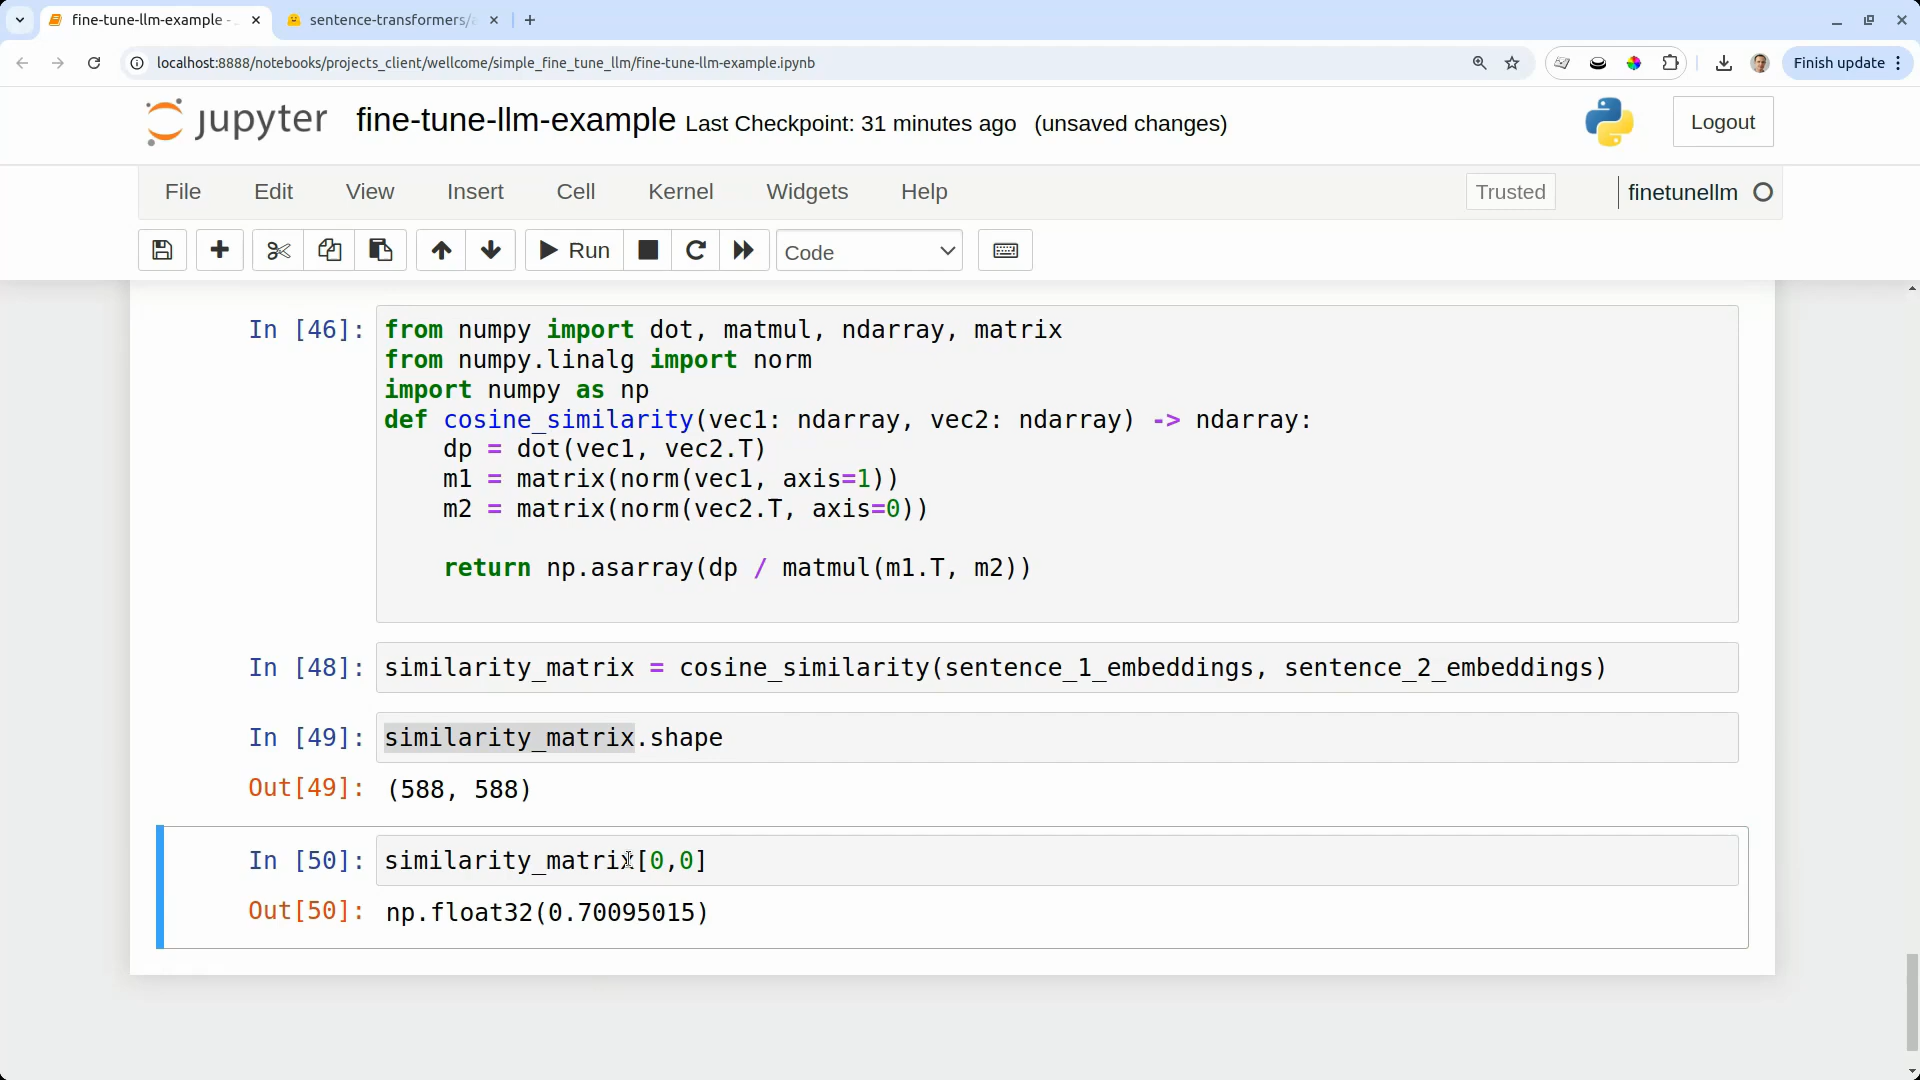 fine-tune-llm-example -
sentence-transformers/
localhost:8888/notebooks/projects_client/wellcome/simple_fine_tune_llm/fine-tune-llm-example.ipynb
Finish update
jupyter fine-tune-llm-example Last Checkpoint: 31 minutes ago (unsaved changes)
Logout
File Edit View Insert Cell Kernel Widgets Help
Trusted
finetunellm
Run
Code
In [46]: from numpy import dot, matmul, ndarray, matrix
from numpy.linalg import norm
import numpy as np
def cosine_similarity(vec1: ndarray, vec2: ndarray) -> ndarray:
    dp = dot(vec1, vec2.T)
    m1 = matrix(norm(vec1, axis=1))
    m2 = matrix(norm(vec2.T, axis=0))
    return np.asarray(dp / matmul(m1.T, m2))
In [48]: similarity_matrix = cosine_similarity(sentence_1_embeddings, sentence_2_embeddings)
In [49]: similarity_matrix.shape
Out[49]: (588, 588)
In [50]: similarity_matrix[0,0]
Out[50]: np.float32(0.70095015)